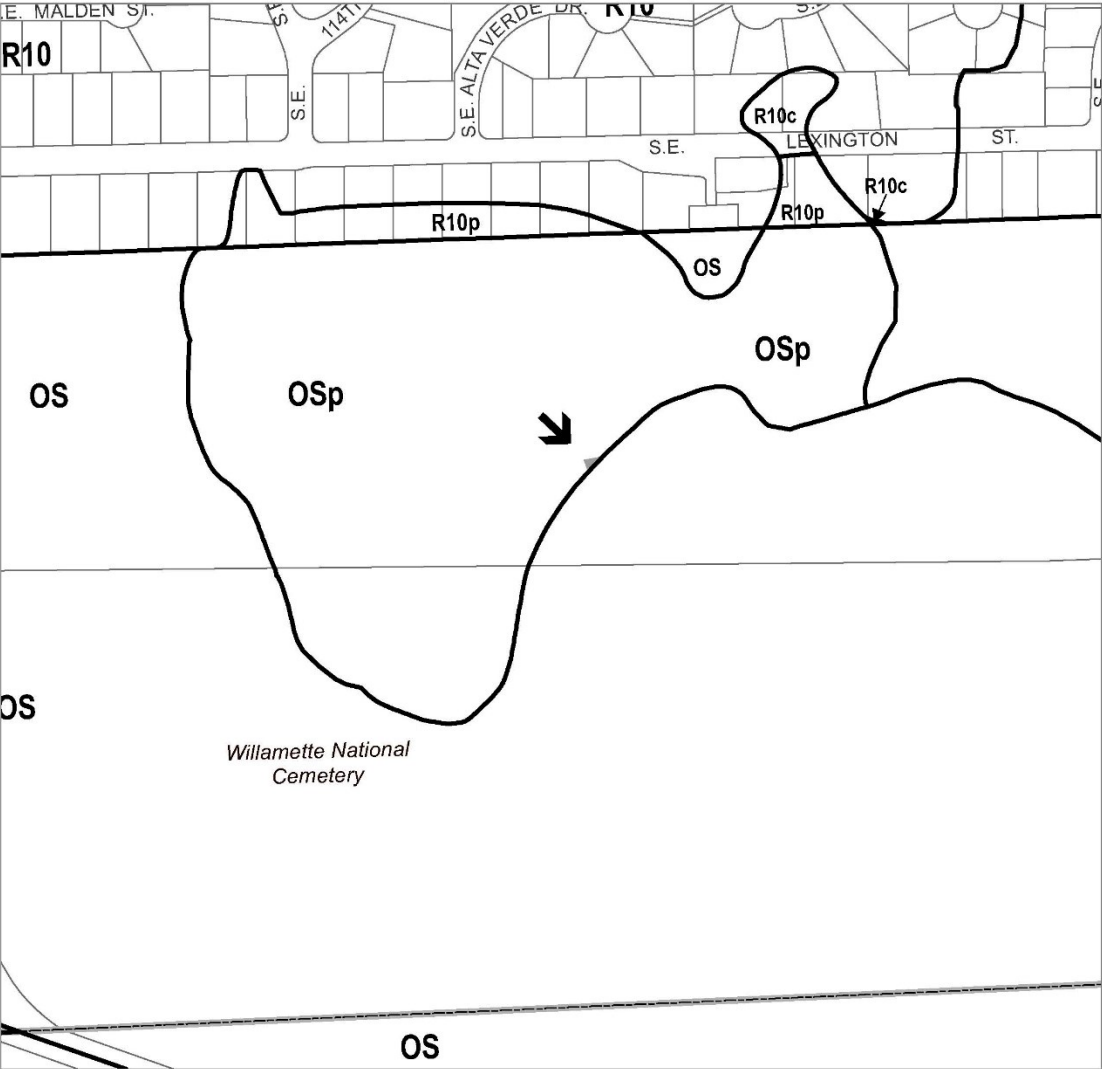 .E. MALDEN ST.
R10
S.E.
114TH
S.E.
S.E. ALTA VERDE DR.
R10
S.E.
R10c
S.E. LEXINGTON ST.
R10c
R10p
R10p
OS
OSp
OS
OSp
OS
Willamette National
Cemetery
OS